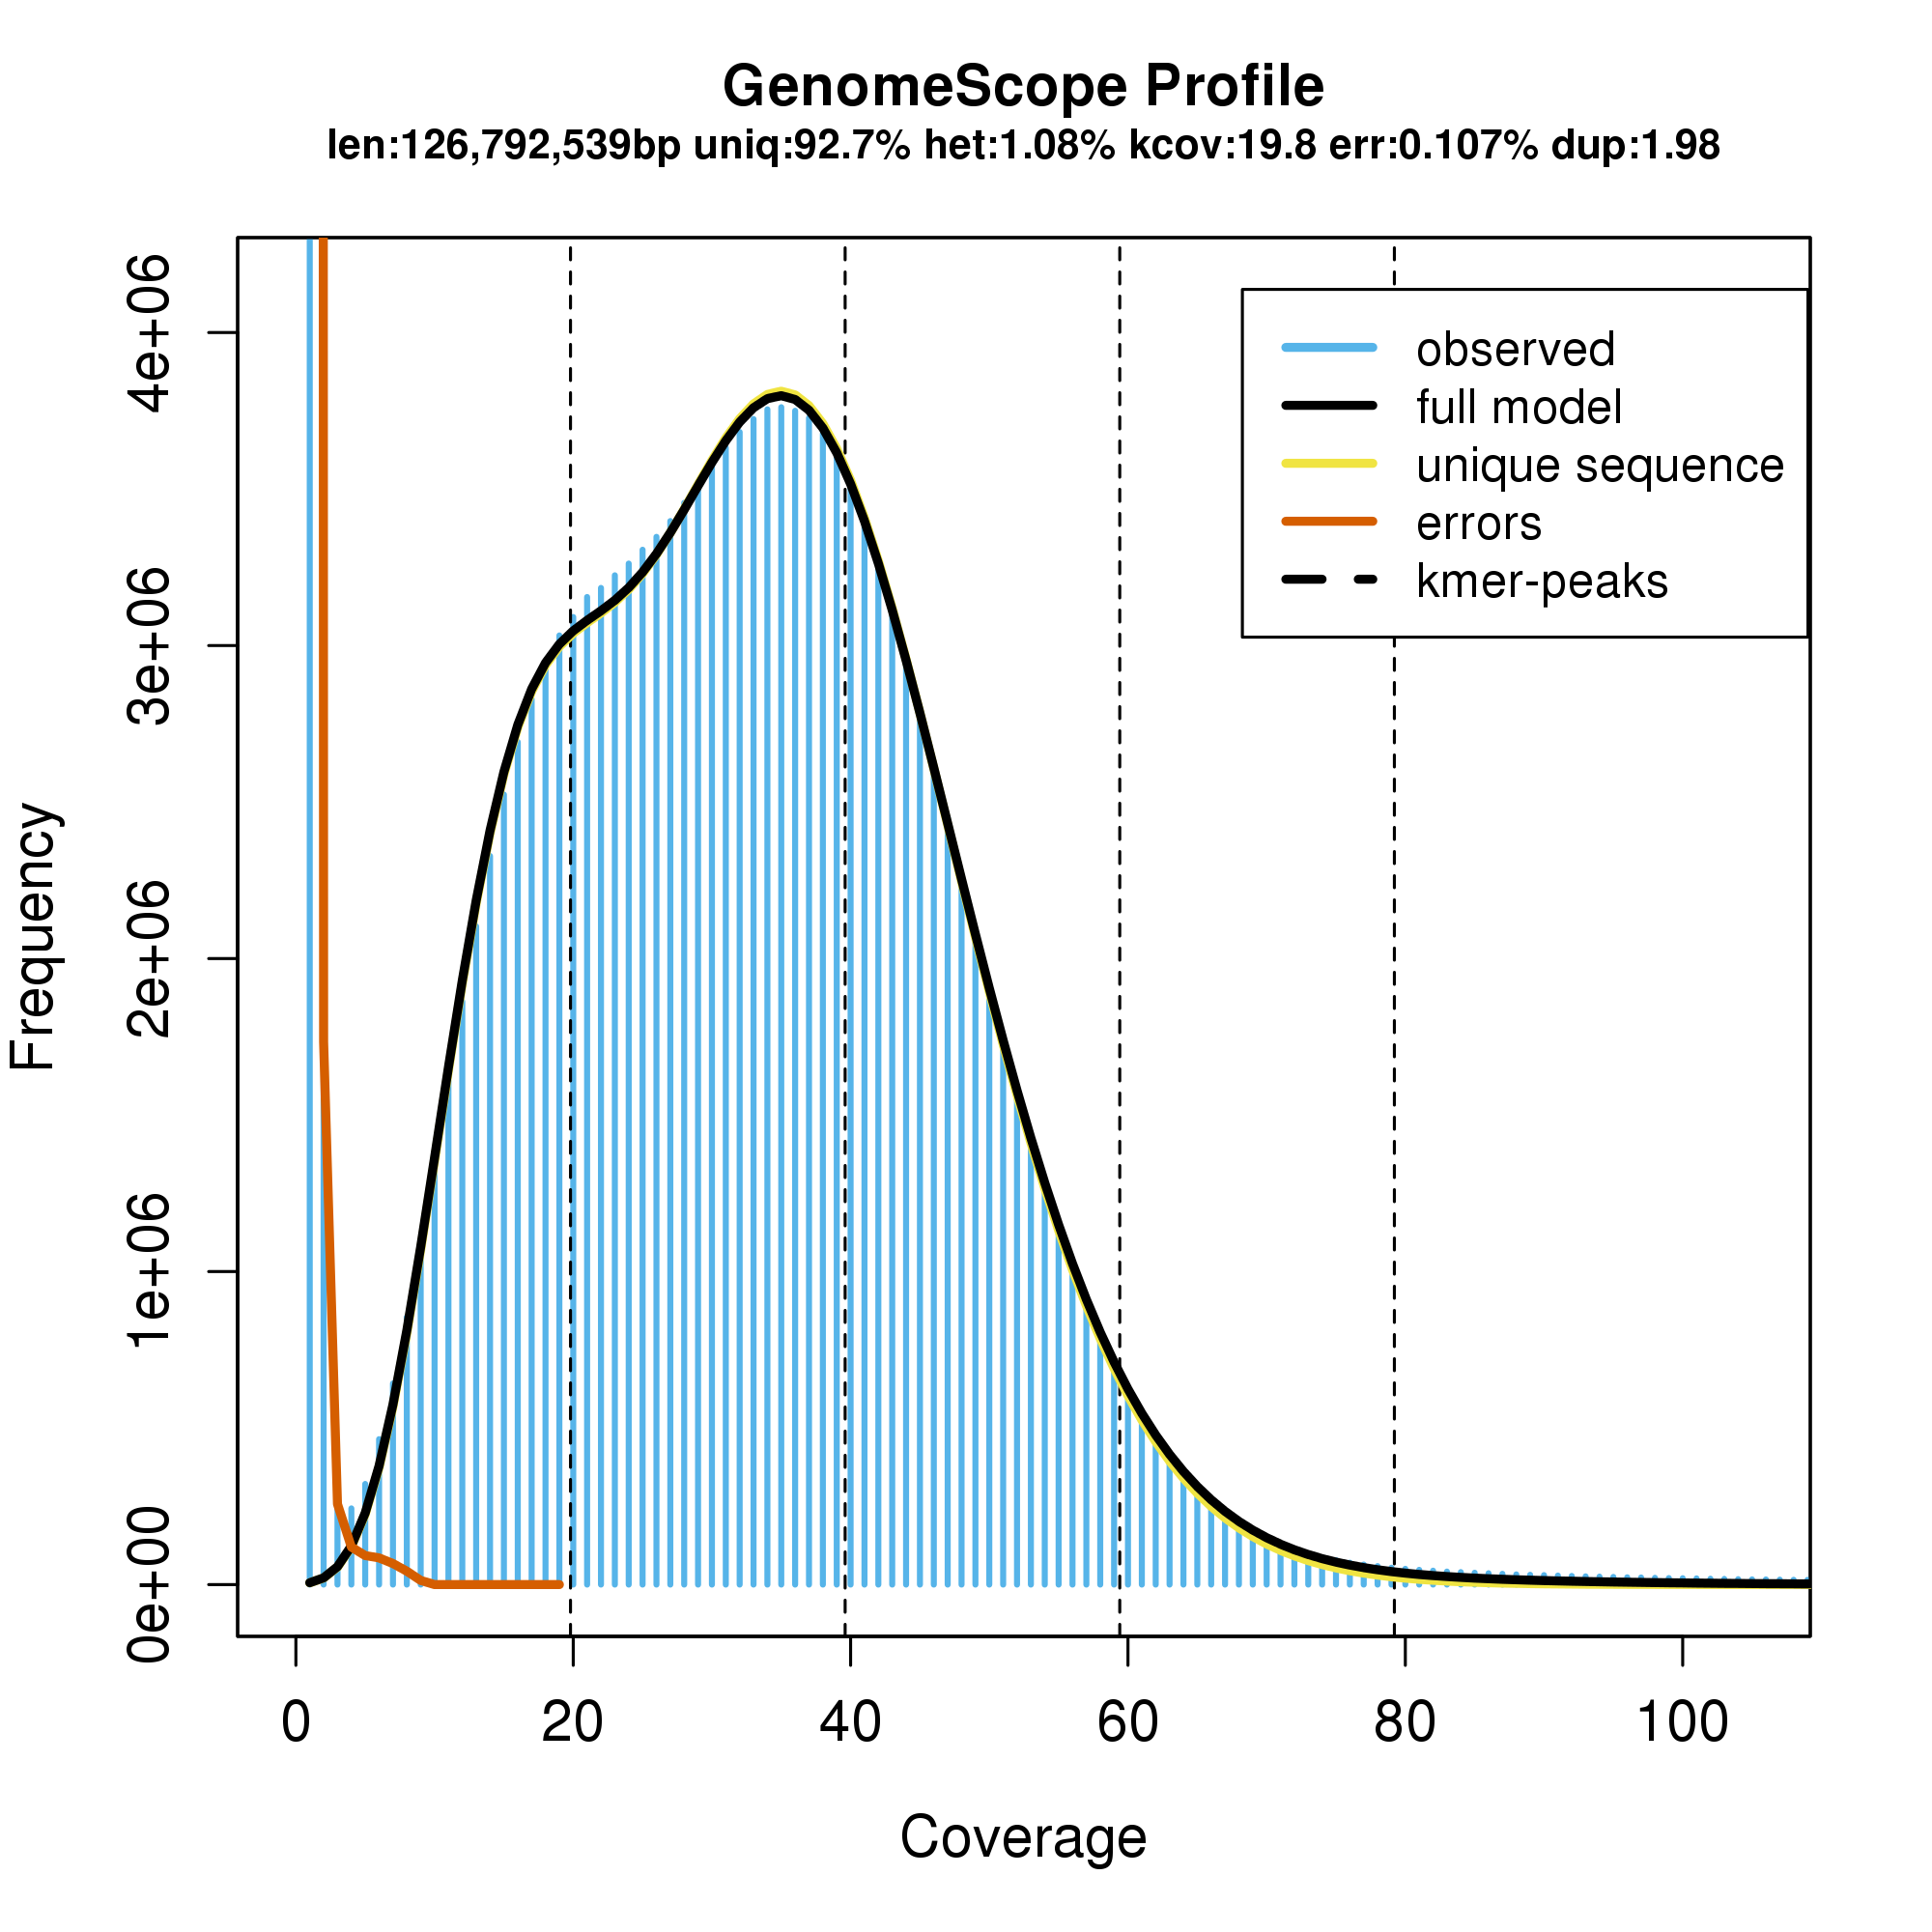 GenomeScope Profile
len:126,792,539bp uniq:92.7% het:1.08% kcov:19.8 err:0.107% dup:1.98
observed
full model
unique sequence
errors
kmer-peaks
Frequency
4e+06
3e+06
2e+06
1e+06
0e+00
0 20 40 60 80 100
Coverage